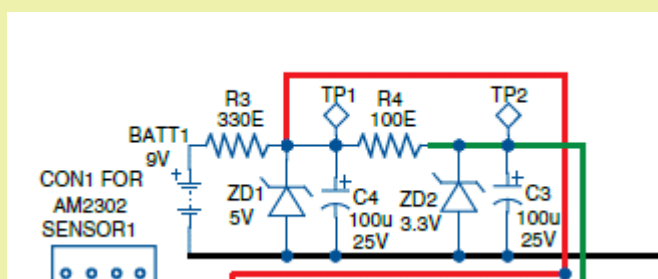 R3
330E
TP1
R4
100E
TP2
BATT1
9V
+
CON1 FOR
AM2302
SENSOR1
ZD1
5V
+
C4
100u
25V
ZD2
3.3V
+
C3
100u
25V